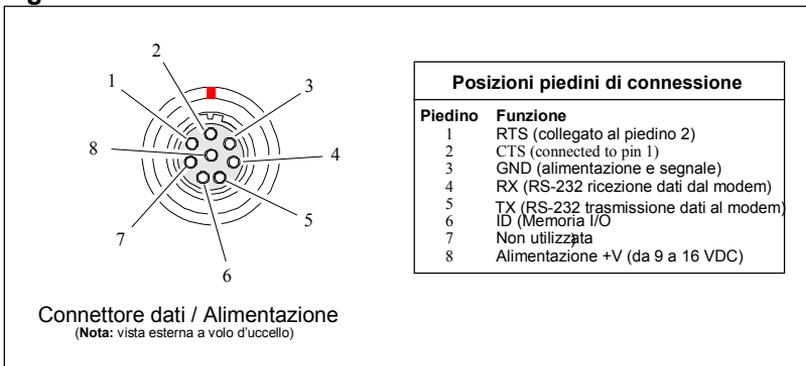 2
1
3
8
4
5
7
6
Connettore dati / Alimentazione
(Nota: vista esterna a volo d'uccello)
Posizioni piedini di connessione
Piedino Funzione
1 RTS (collegato al piedino 2)
2 CTS (connected to pin 1)
3 GND (alimentazione e segnale)
4 RX (RS-232 ricezione dati dal modem)
5 TX (RS-232 trasmissione dati al modem)
6 ID (Memoria I/O
7 Non utilizzata)
8 Alimentazione +V (da 9 a 16 VDC)